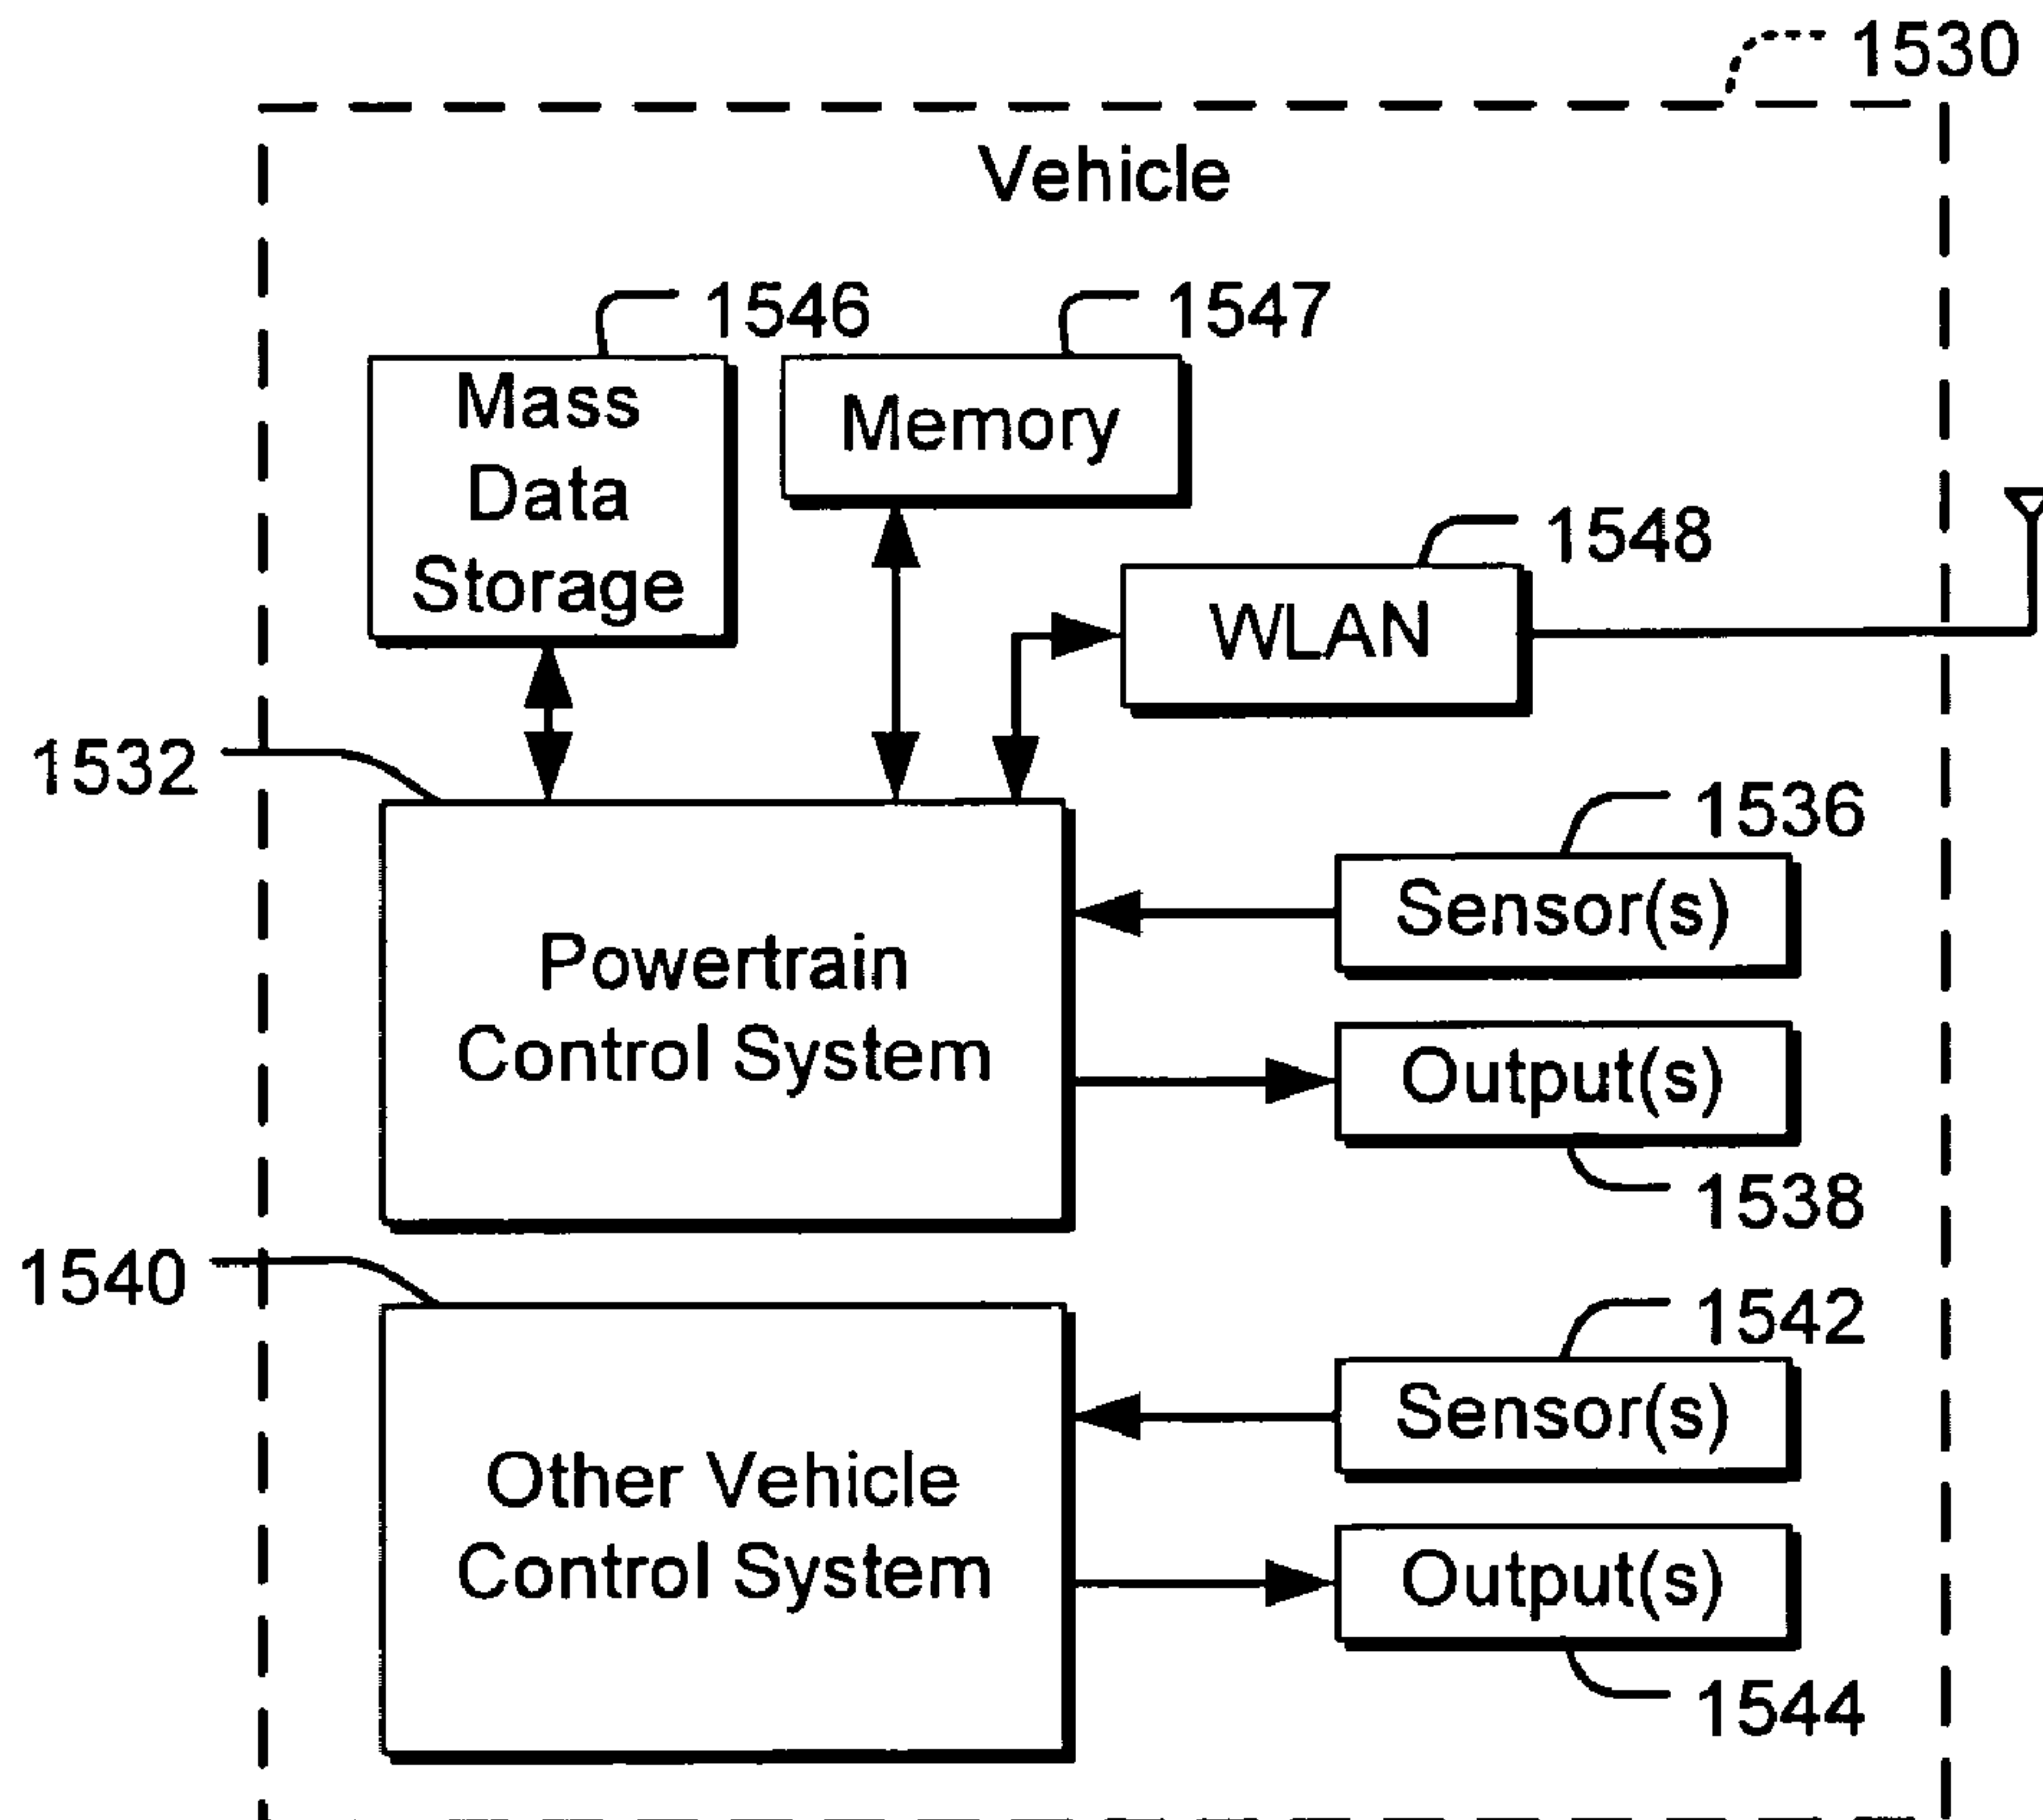 1530
Vehicle
1546
1547
Mass
Data
Storage
Memory
1548
WLAN
1532
1536
Sensor(s)
Powertrain
Control System
Output(s)
1538
1540
1542
Sensor(s)
Other Vehicle
Control System
Output(s)
1544